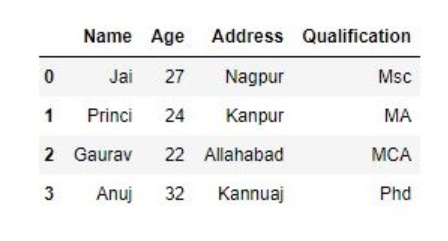 Name Age Address Qualification
0 Jai 27 Nagpur Msc
1 Princi 24 Kanpur MA
2 Gaurav 22 Allahabad MCA
3 Anuj 32 Kannuaj Phd